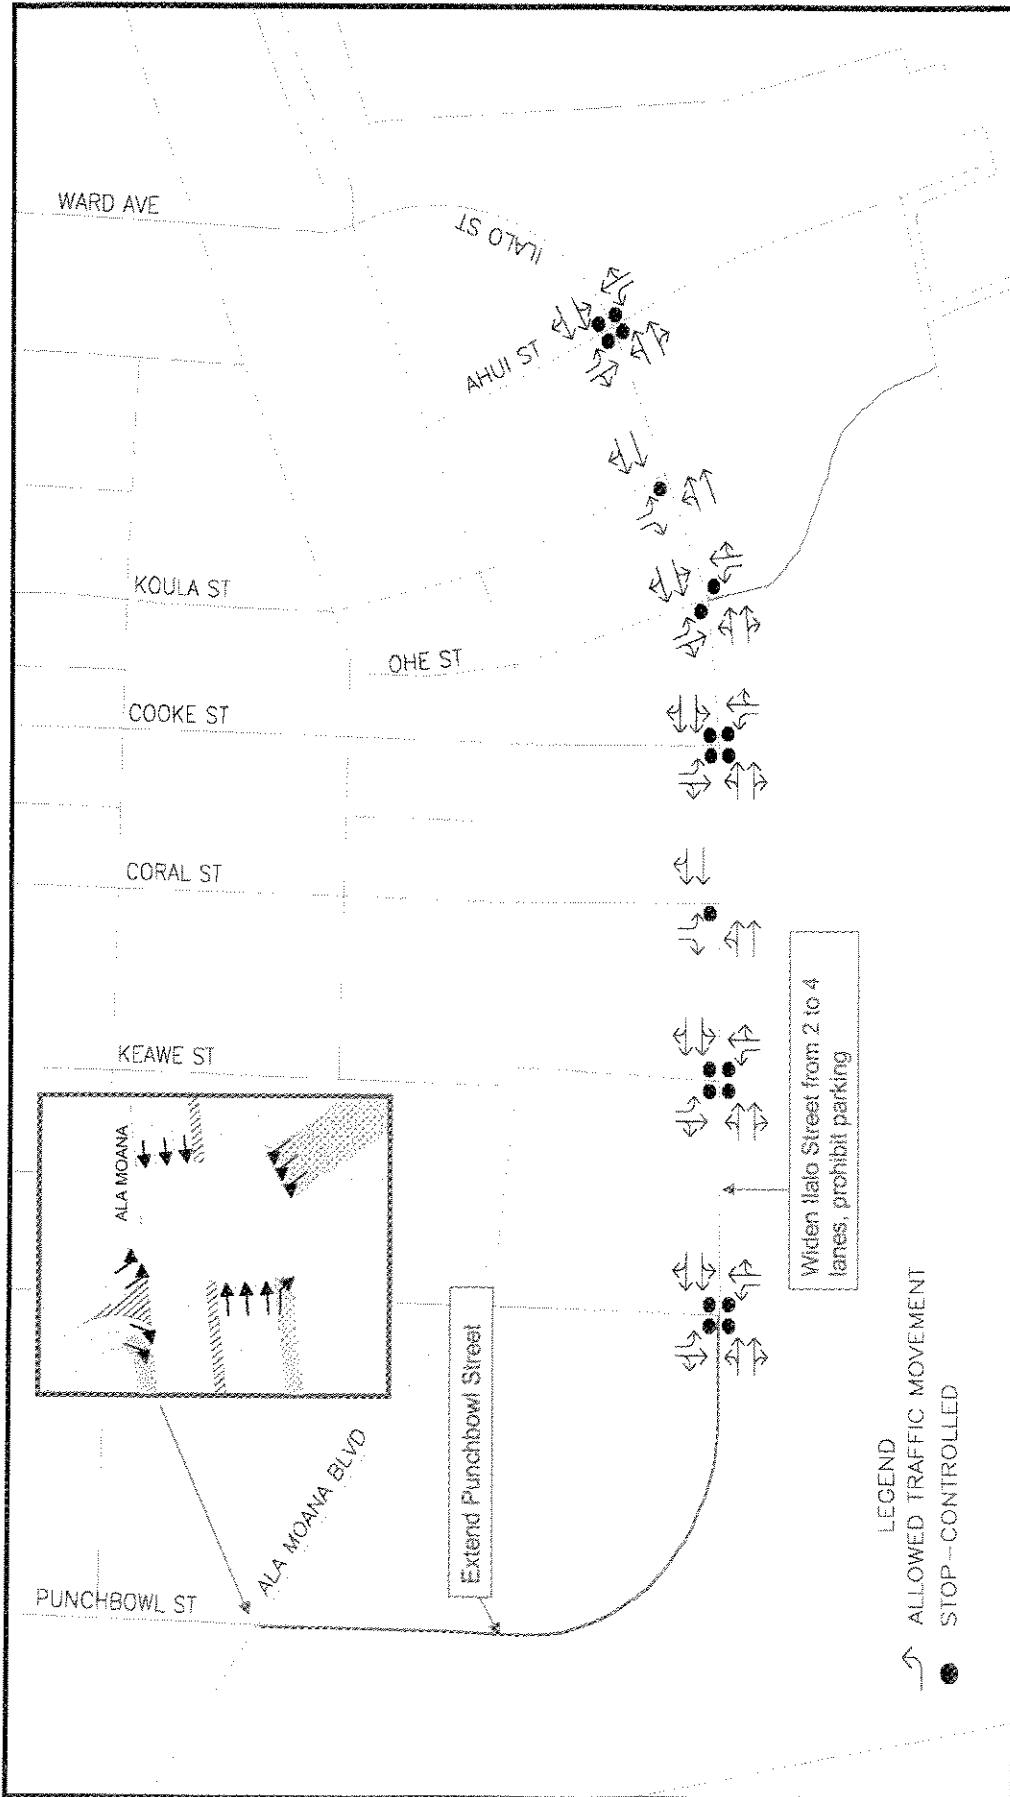 WARD AVE
ILALO ST
AHUI ST
KOULA ST
OHE ST
COOKE ST
CORAL ST
KEAWE ST
ALA MOANA
Widen Ilalo Street from 2 to 4
lanes, prohibit parking
Extend Punchbowl Street
ALA MOANA BLVD
PUNCHBOWL ST
LEGEND
ALLOWED TRAFFIC MOVEMENT
STOP-CONTROLLED